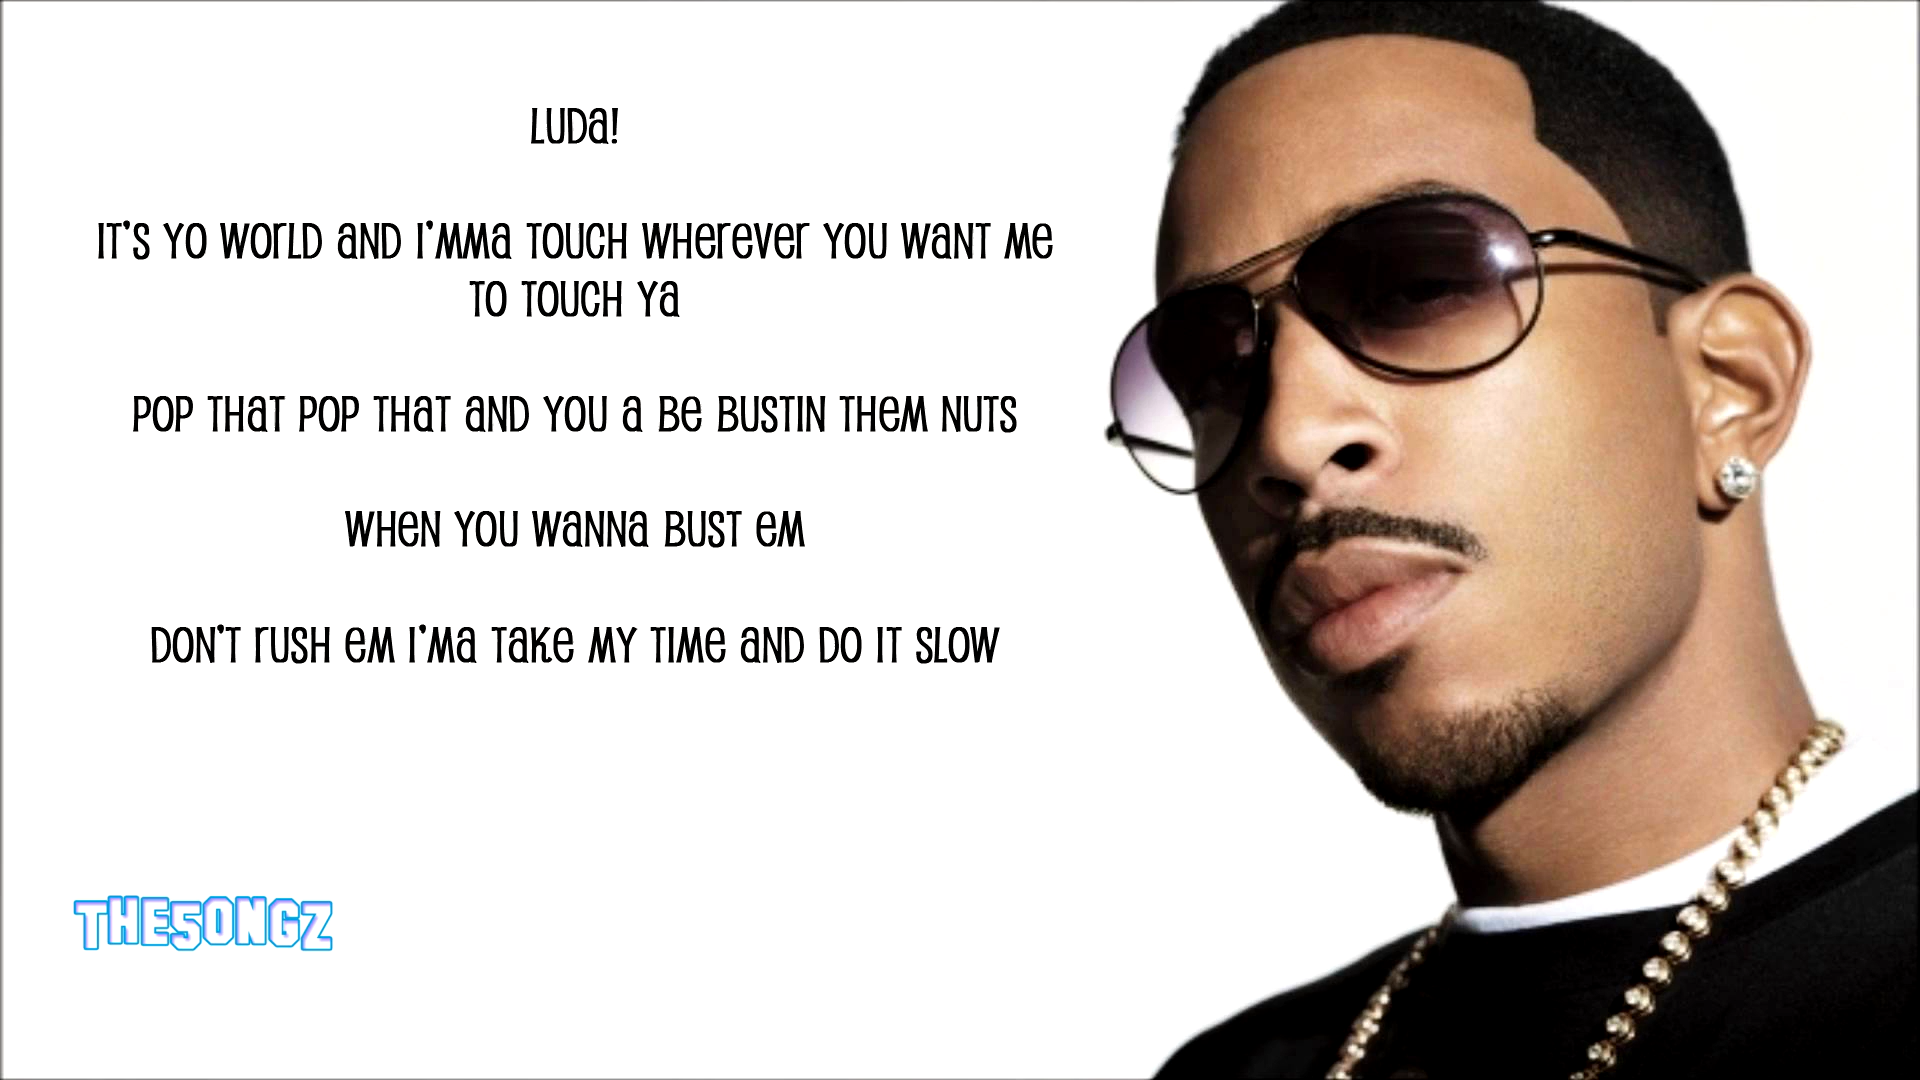 LUDa!
IT'S YO WOrLD aND I'MMa TOUCH WHereVer YOU WaNT Me
TO TOUCH Ya
POP THaT POP THaT aND YOU a Be BUSTIN THeM NUTS
WHeN YOU WaNNa BUST eM
DON'T rUSH eM I'Ma TaKe MY TIMe aND DO IT SLOW
THE5ONGZ